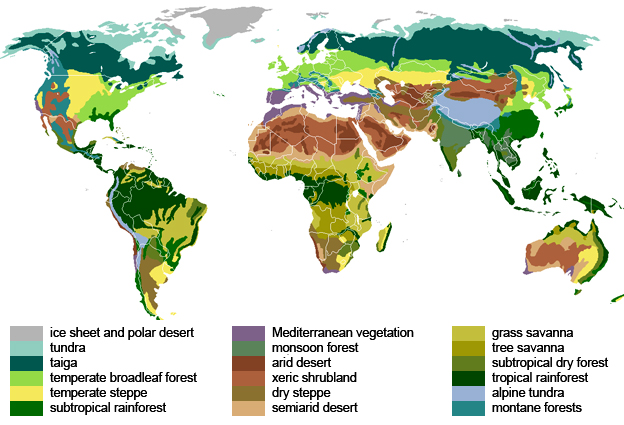 ice sheet and polar desert
tundra
taiga
temperate broadleaf forest
temperate steppe
subtropical rainforest
Mediterranean vegetation
monsoon forest
arid desert
xeric shrubland
dry steppe
semiarid desert
grass savanna
tree savanna
subtropical dry forest
tropical rainforest
alpine tundra
montane forests